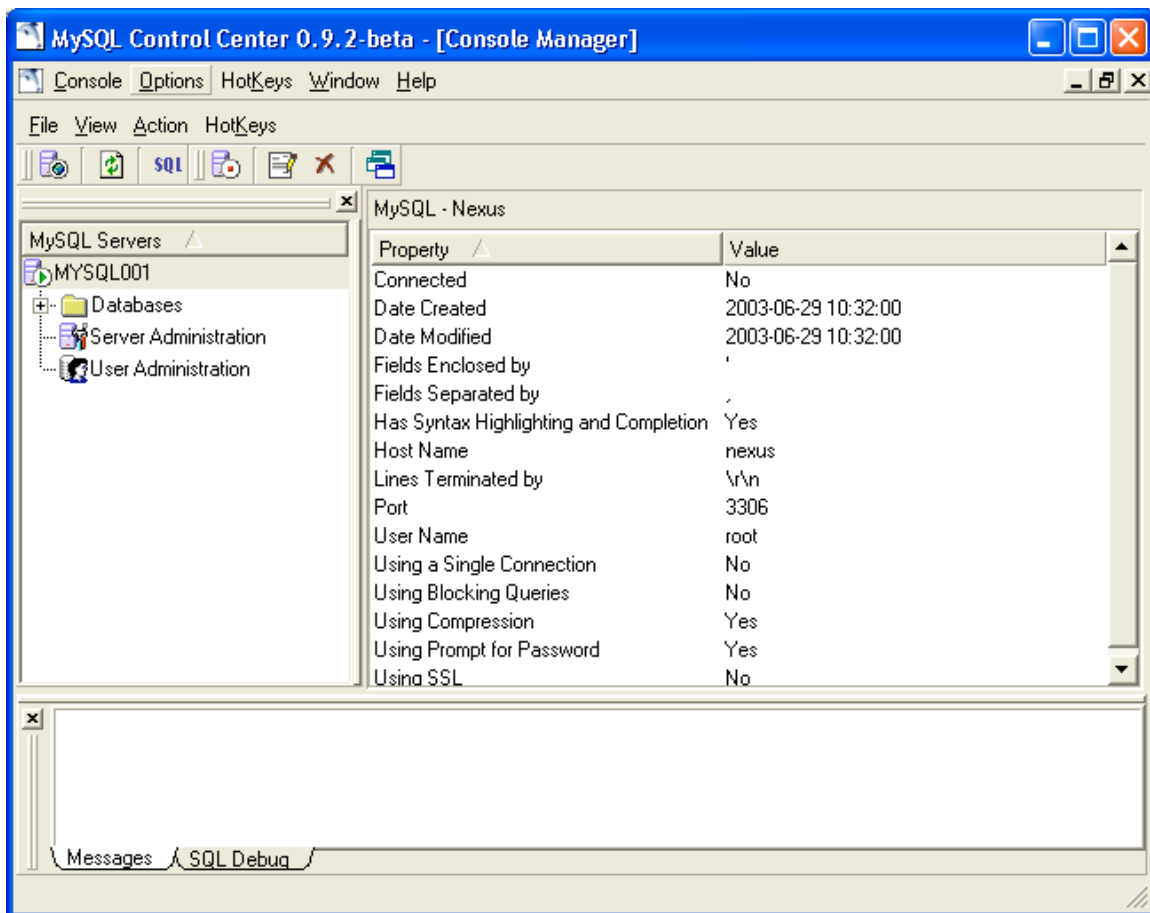 MySQL Control Center 0.9.2-beta - [Console Manager]
Console Options HotKeys Window Help
File View Action HotKeys
SQL
MySQL Servers
MYSQL001
Databases
Server Administration
User Administration
MySQL - Nexus
Property Value
Connected No
Date Created 2003-06-29 10:32:00
Date Modified 2003-06-29 10:32:00
Fields Enclosed by '
Fields Separated by ,
Has Syntax Highlighting and Completion Yes
Host Name nexus
Lines Terminated by \r\n
Port 3306
User Name root
Using a Single Connection No
Using Blocking Queries No
Using Compression Yes
Using Prompt for Password Yes
Using SSL No
Messages SQL Debug